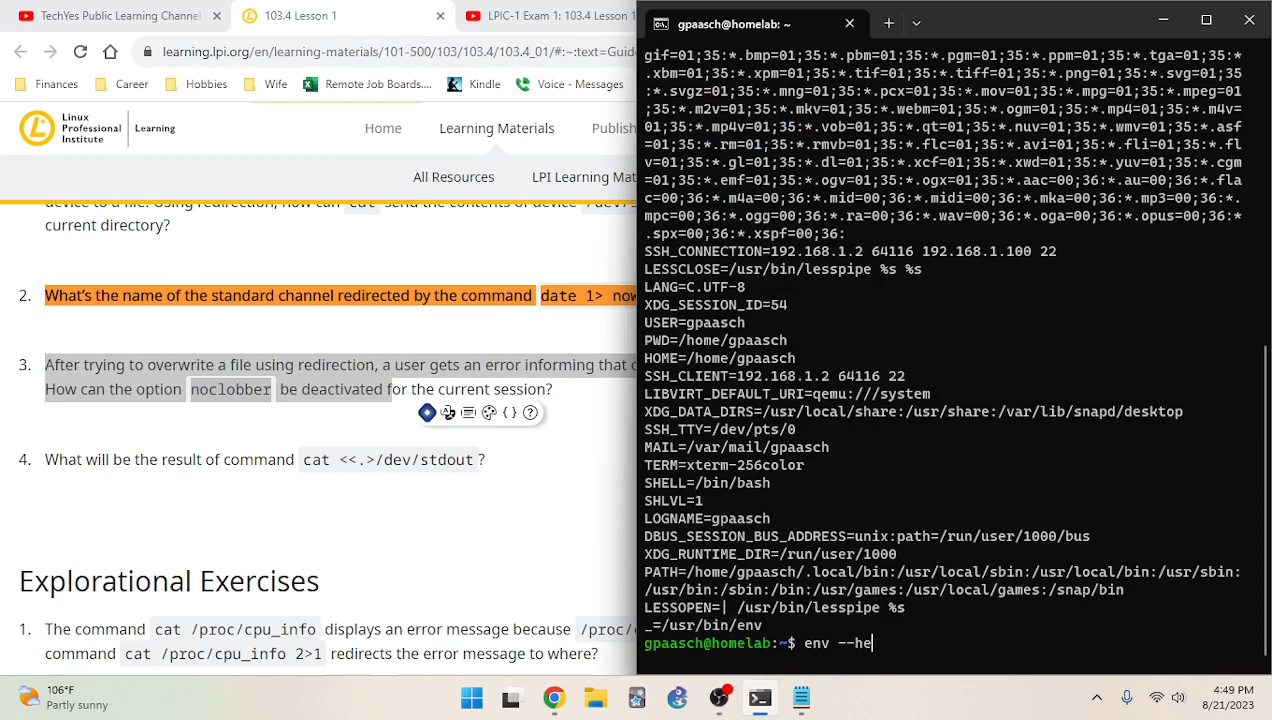 TechYes Public Learning Channel
103.4 Lesson 1
LPIC-1 Exam 1: 103.4 Lesson 1
learning.lpi.org/en/learning-materials/101-500/103/103.4/103.4_01/#:~:text=Guide
Finances
Career
Hobbies
Wife
Remote Job Boards....
Kindle
Voice - Messages
Linux
Professional
Institute
Learning
Home
Learning Materials
Publish
All Resources
LPI Learning Mat
device to a file. Using redirection, how can cat send the contents of device
current directory?
2. What's the name of the standard channel redirected by the command date 1> now
3. After trying to overwrite a file using redirection, a user gets an error informing that
How can the option noclobber be deactivated for the current session?
4. What will be the result of command cat <<.>/dev/stdout ?
Explorational Exercises
1. The command cat /proc/cpu_info displays an error message because /proc/
command cat /proc/cpu_info 2>1 redirects the error message to where?
gpaasch@homelab: ~
gif=01;35:*.bmp=01;35:*.pbm=01;35:*.pgm=01;35:*.ppm=01;35:*.tga=01;35:*
.xbm=01;35:*.xpm=01;35:*.tif=01;35:*.tiff=01;35:*.png=01;35:*.svg=01;35
:*.svgz=01;35:*.mng=01;35:*.pcx=01;35:*.mov=01;35:*.mpg=01;35:*.mpeg=01
;35:*.m2v=01;35:*.mkv=01;35:*.webm=01;35:*.ogm=01;35:*.mp4=01;35:*.m4v=
01;35:*.mp4v=01;35:*.vob=01;35:*.qt=01;35:*.nuv=01;35:*.wmv=01;35:*.asf
=01;35:*.rm=01;35:*.rmvb=01;35:*.flc=01;35:*.avi=01;35:*.fli=01;35:*.fl
v=01;35:*.gl=01;35:*.dl=01;35:*.xcf=01;35:*.xwd=01;35:*.yuv=01;35:*.cgm
=01;35:*.emf=01;35:*.ogv=01;35:*.ogx=01;35:*.aac=00;36:*.au=00;36:*.fla
c=00;36:*.m4a=00;36:*.mid=00;36:*.midi=00;36:*.mka=00;36:*.mp3=00;36:*.
mpc=00;36:*.ogg=00;36:*.ra=00;36:*.wav=00;36:*.oga=00;36:*.opus=00;36:*
.spx=00;36:*.xspf=00;36:
SSH_CONNECTION=192.168.1.2 64116 192.168.1.100 22
LESSCLOSE=/usr/bin/lesspipe %s %s
LANG=C.UTF-8
XDG_SESSION_ID=54
USER=gpaasch
PWD=/home/gpaasch
HOME=/home/gpaasch
SSH_CLIENT=192.168.1.2 64116 22
LIBVIRT_DEFAULT_URI=qemu:///system
XDG_DATA_DIRS=/usr/local/share:/usr/share:/var/lib/snapd/desktop
SSH_TTY=/dev/pts/0
MAIL=/var/mail/gpaasch
TERM=xterm-256color
SHELL=/bin/bash
SHLVL=1
LOGNAME=gpaasch
DBUS_SESSION_BUS_ADDRESS=unix:path=/run/user/1000/bus
XDG_RUNTIME_DIR=/run/user/1000
PATH=/home/gpaasch/.local/bin:/usr/local/sbin:/usr/local/bin:/usr/sbin:
/usr/bin:/sbin:/bin:/usr/games:/usr/local/games:/snap/bin
LESSOPEN=| /usr/bin/lesspipe %s
_=/usr/bin/env
gpaasch@homelab:~$ env --he
106°F
Partly sunny
4:49 PM
8/21/2023